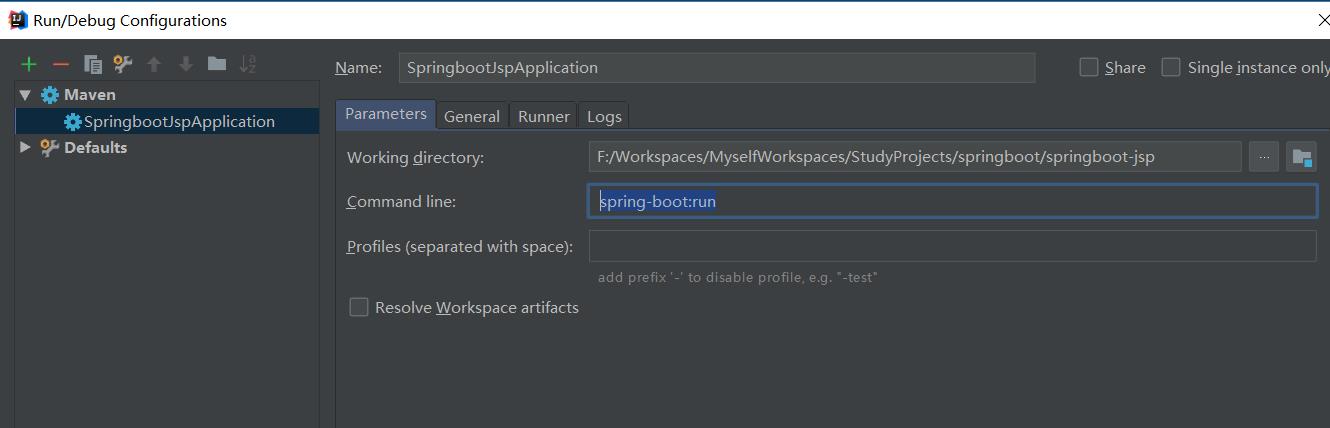 Run/Debug Configurations
Name: SpringbootJspApplication Share Single instance only
Maven
SpringbootJspApplication
Defaults
Parameters General Runner Logs
Working directory: F:/Workspaces/MyselfWorkspaces/StudyProjects/springboot/springboot-jsp ...
Command line: spring-boot:run
Profiles (separated with space):
add prefix '-' to disable profile, e.g. "-test"
Resolve Workspace artifacts